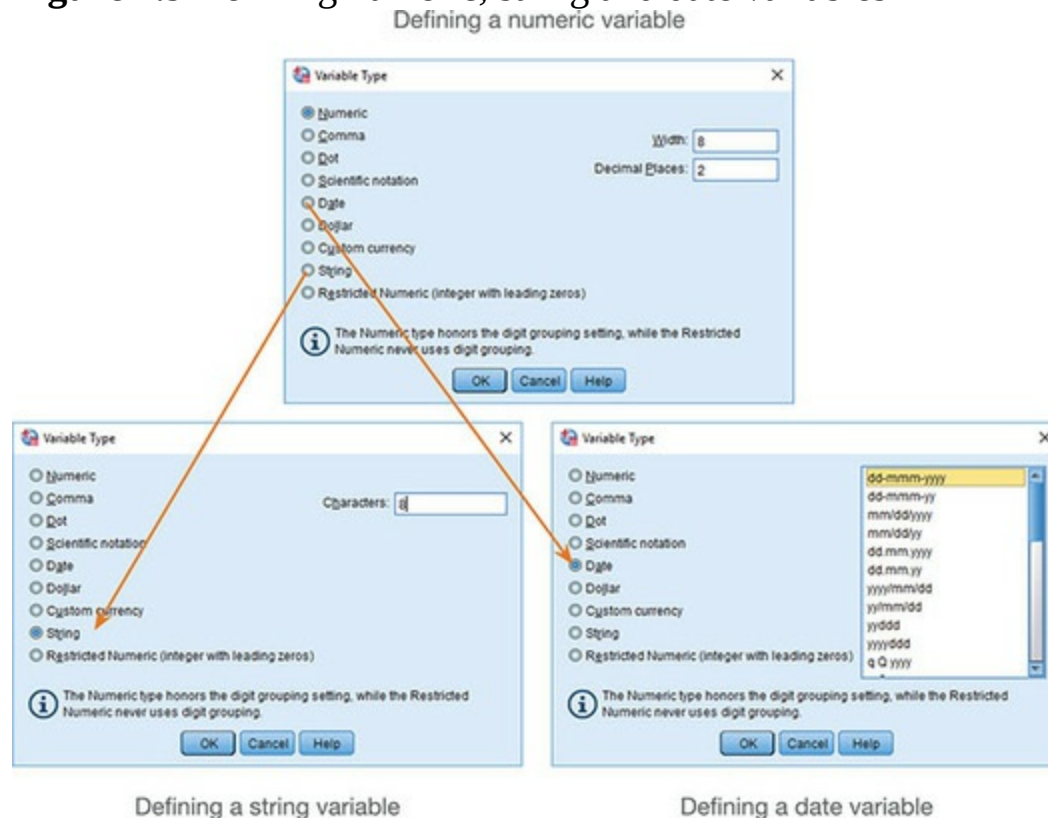 Defining a numeric variable
Variable Type
Numeric
Comma
Width: 8
Dot
Decimal Places: 2
Scientific notation
Date
Dollar
Custom currency
String
Restricted Numeric (integer with leading zeros)
The Numeric type honors the digit grouping setting, while the Restricted
Numeric never uses digit grouping.
OK Cancel Help
Variable Type
Numeric
Comma
Characters: 8
Dot
Scientific notation
Date
Dollar
Custom currency
String
Restricted Numeric (integer with leading zeros)
The Numeric type honors the digit grouping setting, while the Restricted
Numeric never uses digit grouping.
OK Cancel Help
Defining a string variable
Variable Type
Numeric
Comma
Dot
Scientific notation
Date
Dollar
Custom currency
String
Restricted Numeric (integer with leading zeros)
dd-mmm-yyyy
dd-mmm-yy
mm/dd/yyyy
mm/dd/yy
dd.mm.yyyy
dd.mm.yy
yyyy/mm/dd
yy/mm/dd
yyddd
yyyyddd
q Q yyyy
The Numeric type honors the digit grouping setting, while the Restricted
Numeric never uses digit grouping.
OK Cancel Help
Defining a date variable